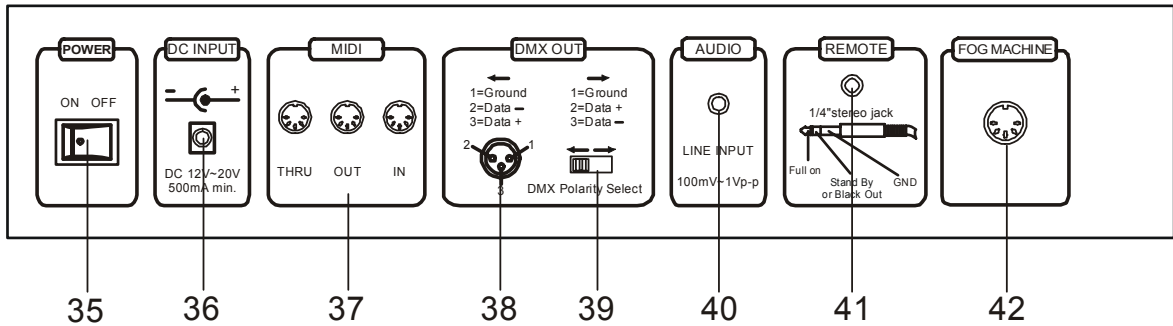 POWER
ON OFF
DC INPUT
- +
DC 12V~20V
500mA min.
MIDI
THRU OUT IN
DMX OUT
1=Ground
2=Data -
3=Data +
1=Ground
2=Data +
3=Data -
2 1
3
DMX Polarity Select
AUDIO
LINE INPUT
100mV~1Vp-p
REMOTE
1/4"stereo jack
Full on
Stand By
or Black Out
GND
FOG MACHINE
35 36 37 38 39 40 41 42